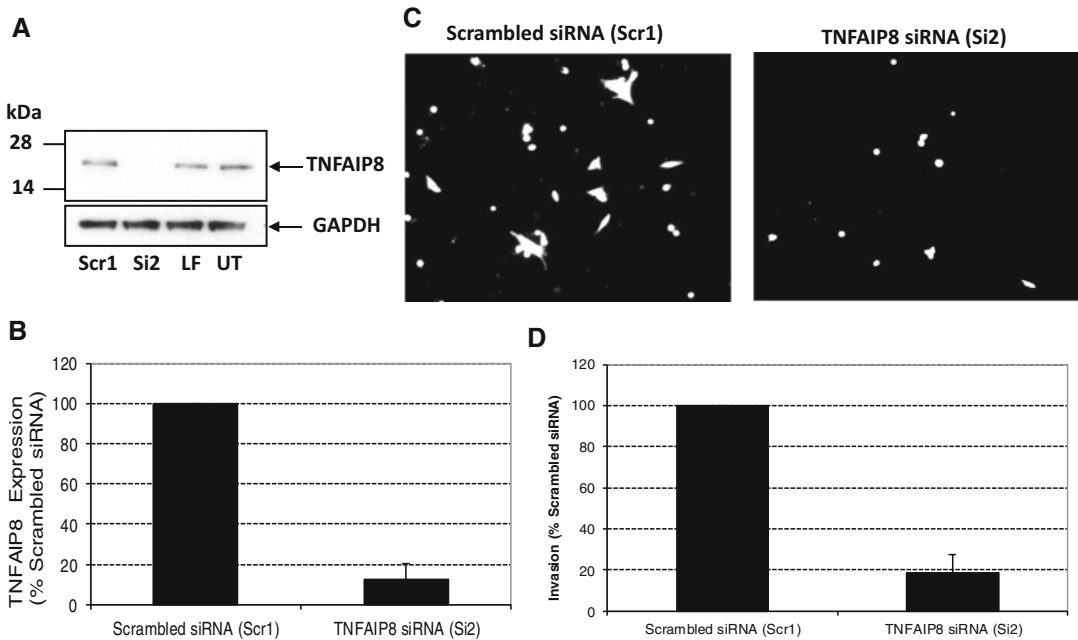 A
kDa
28
14
TNFAIP8
GAPDH
Scr1 Si2 LF UT
C
Scrambled siRNA (Scr1)
TNFAIP8 siRNA (Si2)
B
TNFAIP8 Expression
(% Scrambled siRNA)
120
100
80
60
40
20
0
Scrambled siRNA (Scr1)
TNFAIP8 siRNA (Si2)
D
Invasion (% Scrambled siRNA)
120
100
80
60
40
20
0
Scrambled siRNA (Scr1)
TNFAIP8 siRNA (Si2)